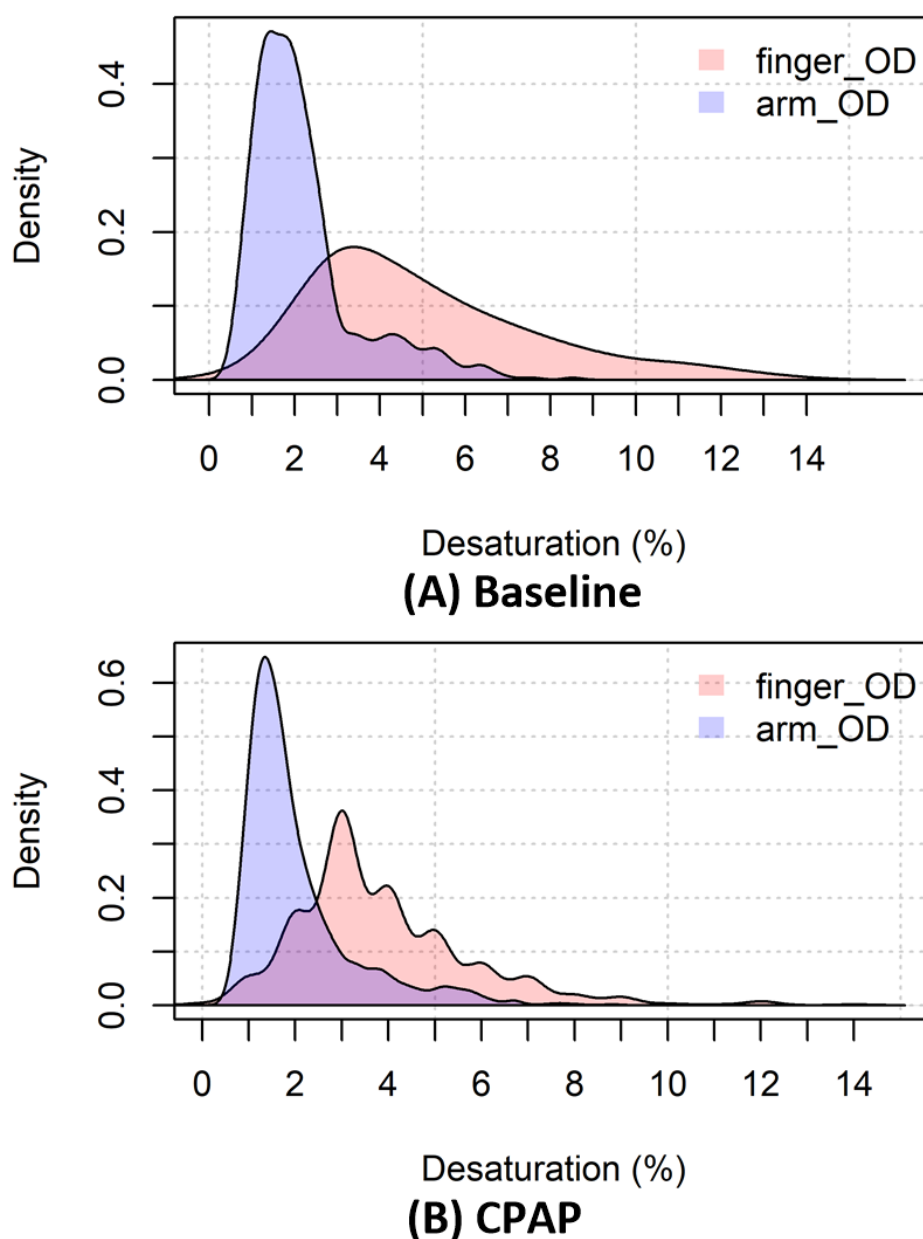 finger_OD
arm_OD
Density
0.0 0.2 0.4
0 2 4 6 8 10 12 14
Desaturation (%)
(A) Baseline
finger_OD
arm_OD
Density
0.0 0.2 0.4 0.6
0 2 4 6 8 10 12 14
Desaturation (%)
(B) CPAP